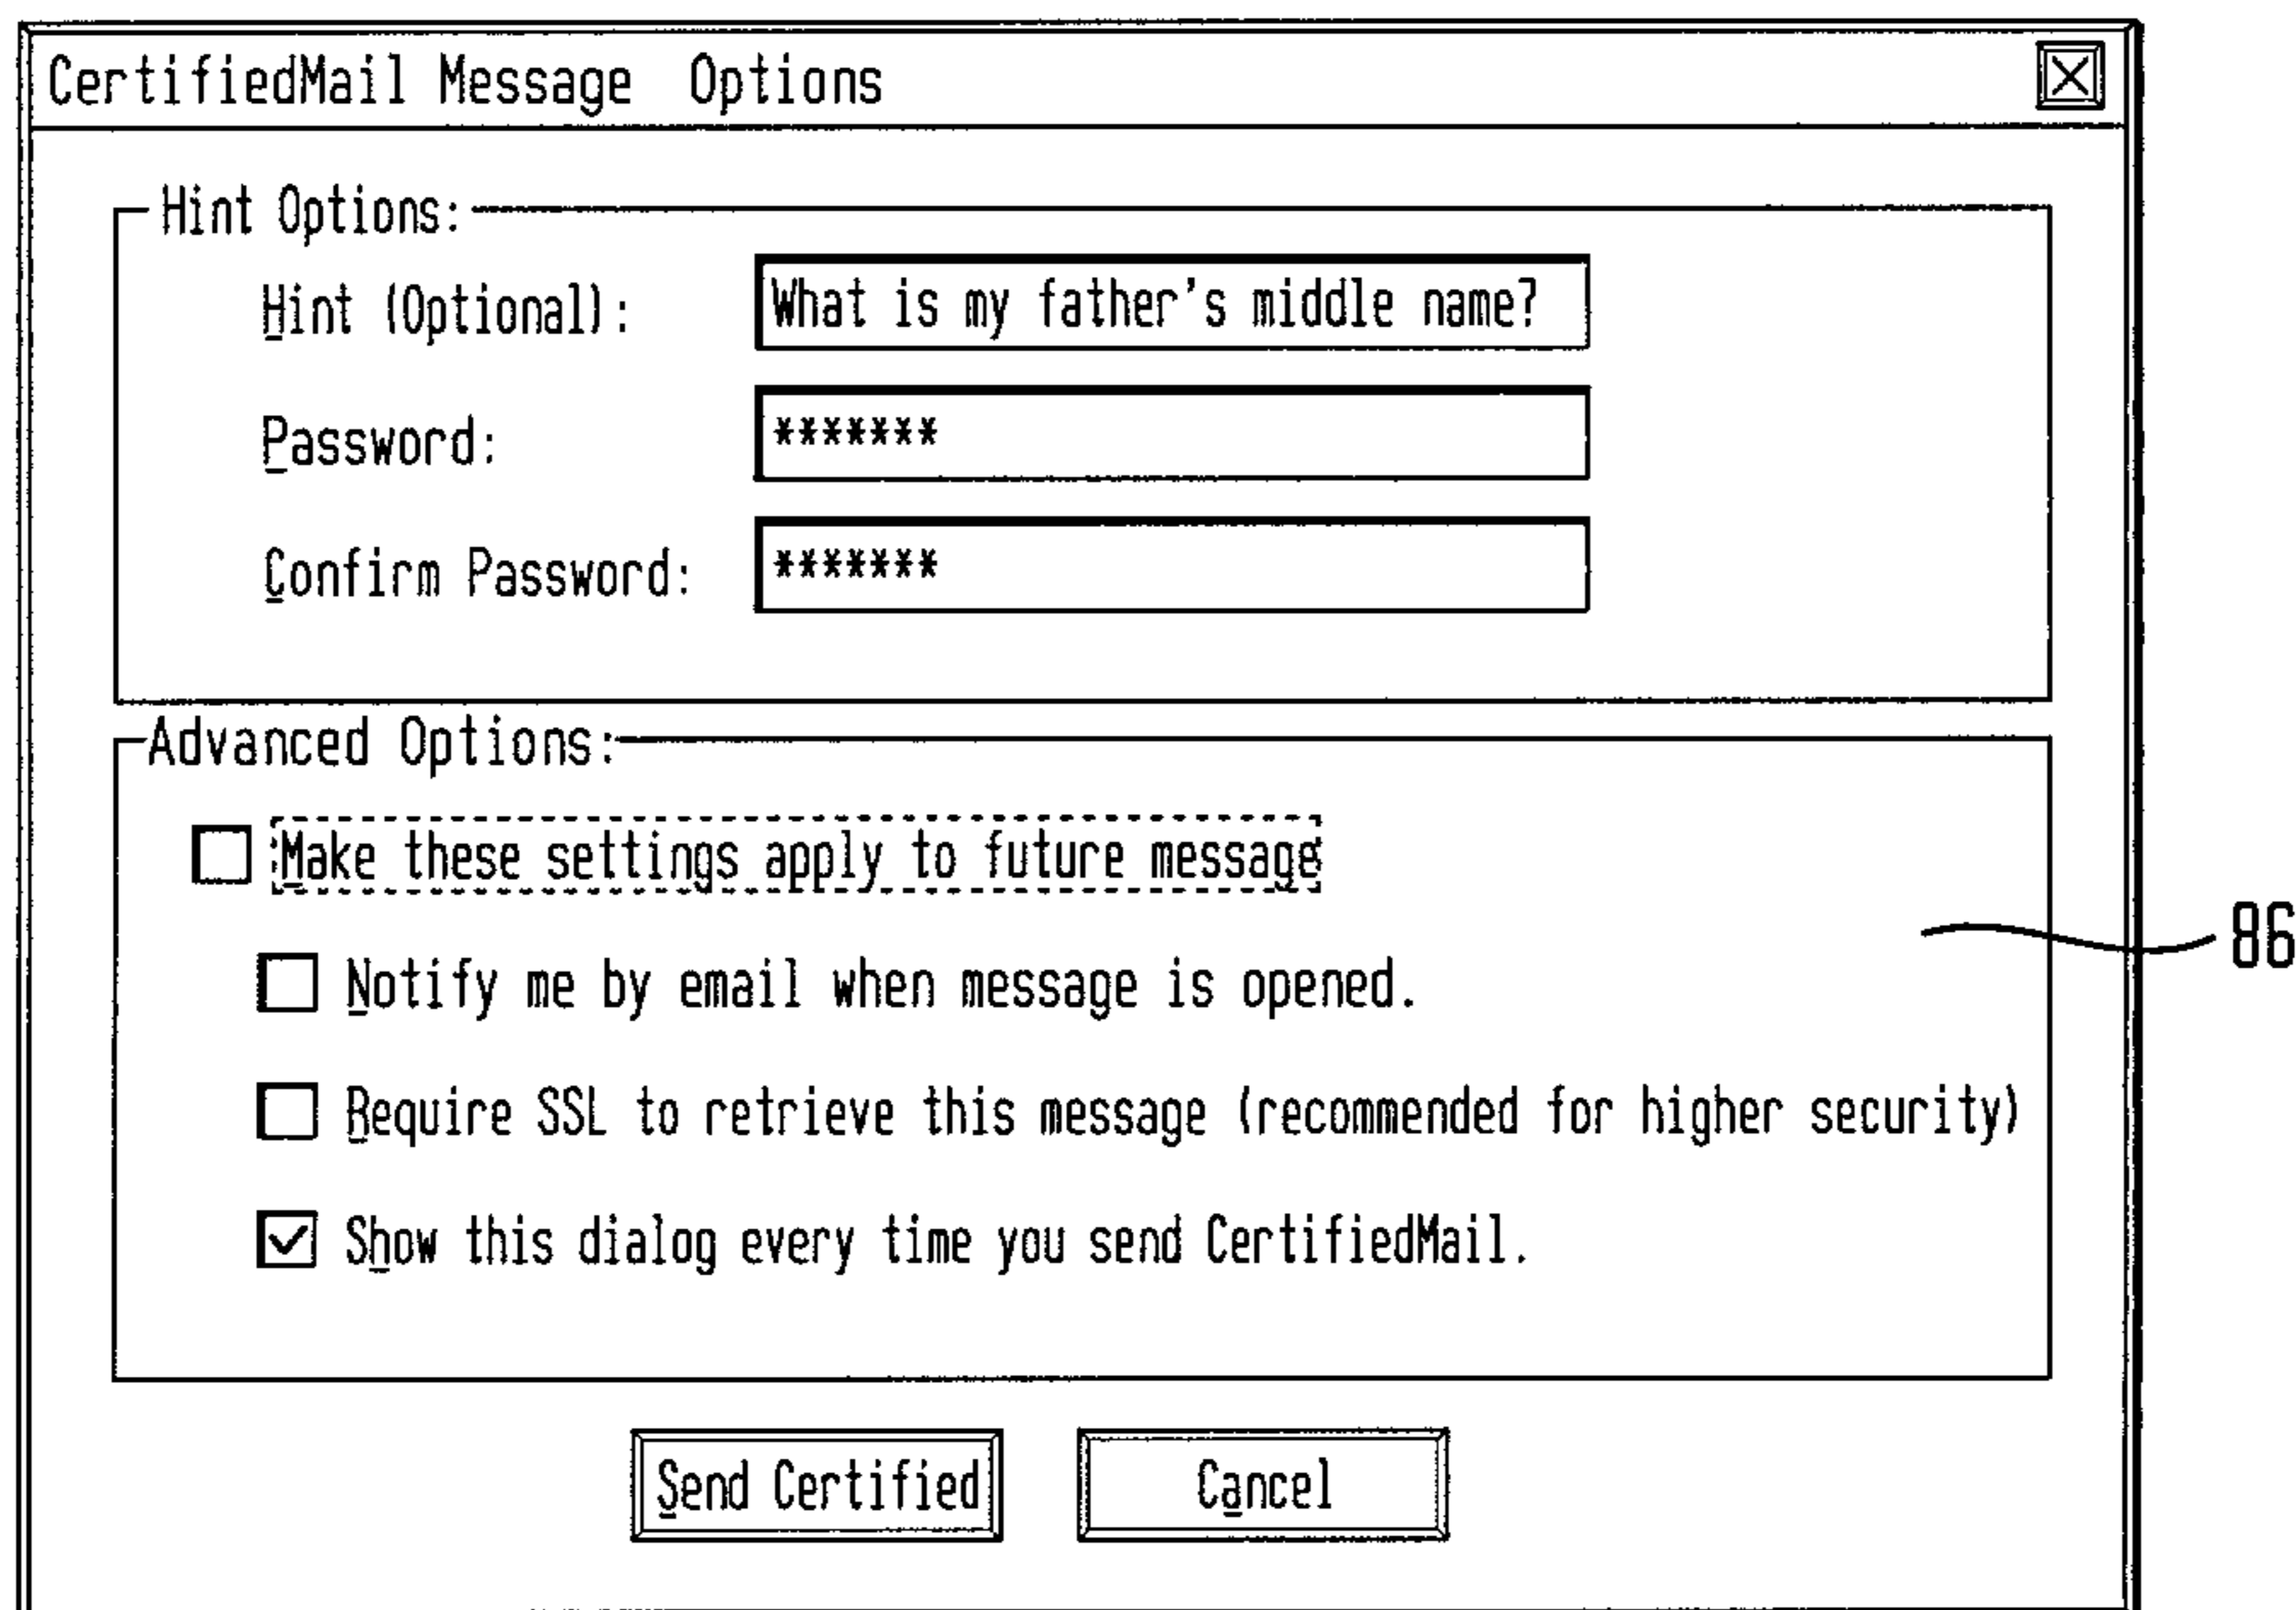 CertifiedMail Message Options
Hint Options:
Hint (Optional): What is my father's middle name?
Password: *******
Confirm Password: *******
Advanced Options:
Make these settings apply to future message
Notify me by email when message is opened.
86
Require SSL to retrieve this message (recommended for higher security)
Show this dialog every time you send CertifiedMail.
Send Certified Cancel